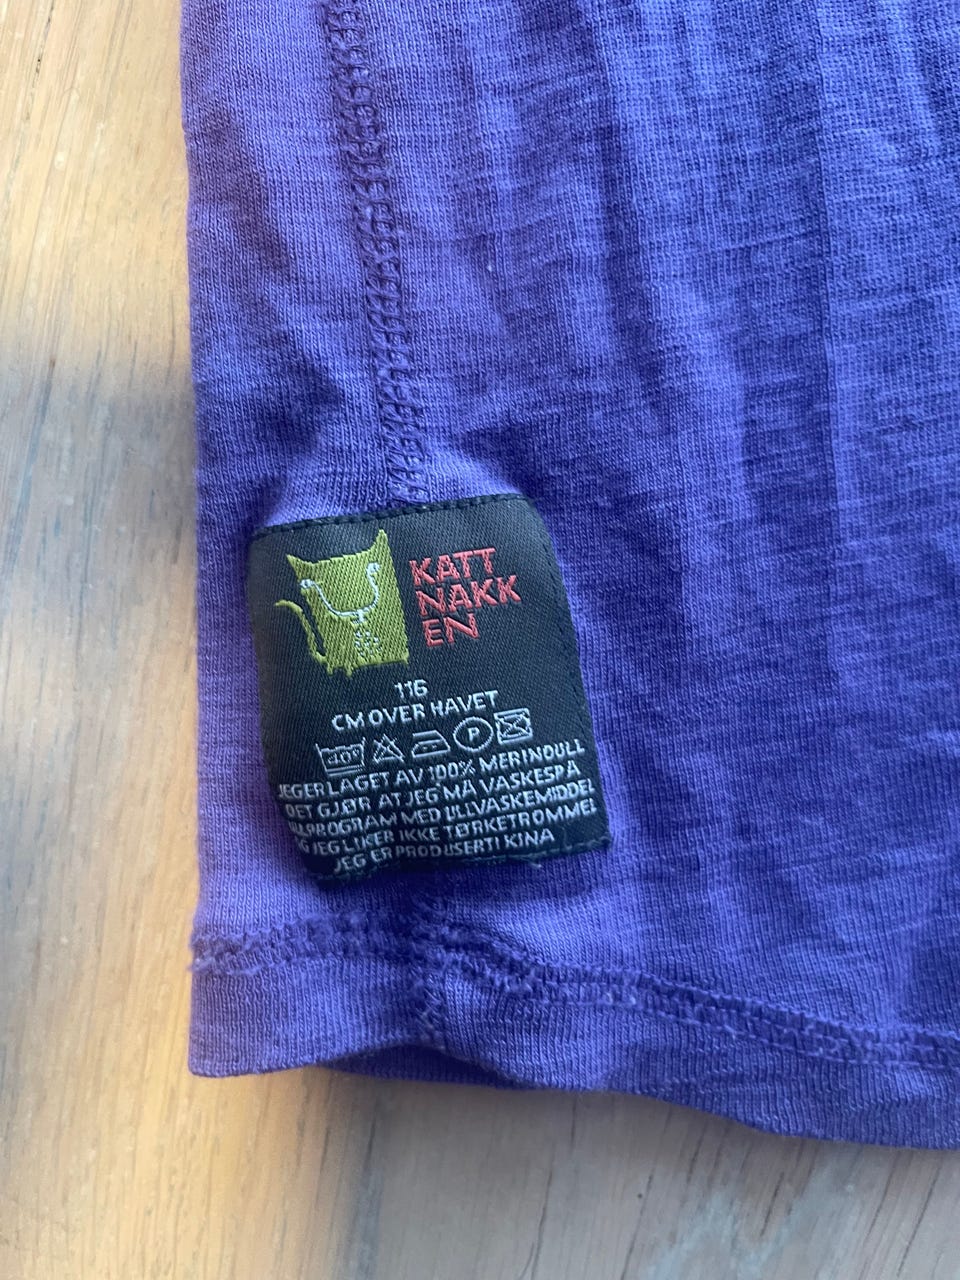 KATT
NAKK
EN
116
CM OVER HAVET
40°
P
JEG ER LAGET AV 100% MERINOULL
DET GJØR AT JEG MÅ VASKES PÅ
ULLPROGRAM MED ULLVASKEMIDDEL
OG JEG LIKER IKKE TØRKETROMMEL
JEG ER PRODUSERT I KINA